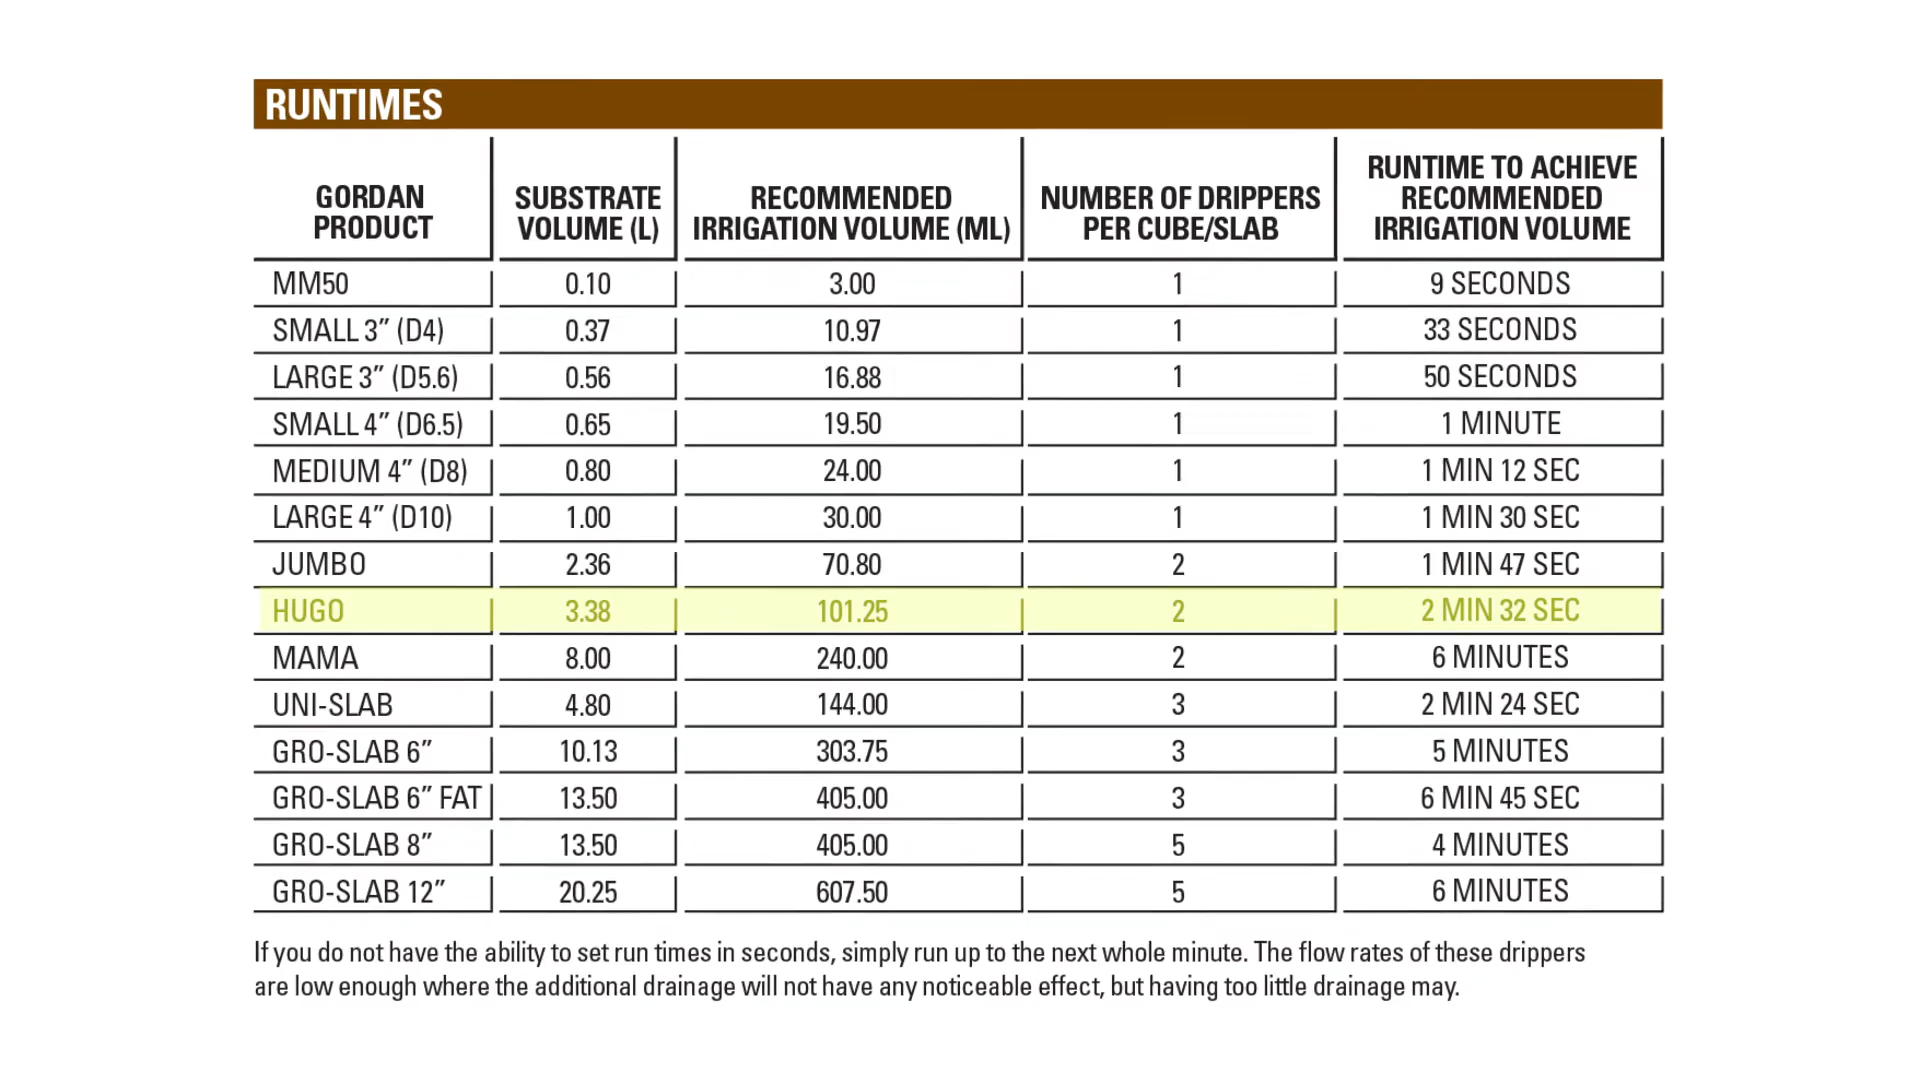 RUNTIMES
GORDAN PRODUCT | SUBSTRATE VOLUME (L) | RECOMMENDED IRRIGATION VOLUME (ML) | NUMBER OF DRIPPERS PER CUBE/SLAB | RUNTIME TO ACHIEVE RECOMMENDED IRRIGATION VOLUME
MM50 | 0.10 | 3.00 | 1 | 9 SECONDS
SMALL 3” (D4) | 0.37 | 10.97 | 1 | 33 SECONDS
LARGE 3” (D5.6) | 0.56 | 16.88 | 1 | 50 SECONDS
SMALL 4” (D6.5) | 0.65 | 19.50 | 1 | 1 MINUTE
MEDIUM 4” (D8) | 0.80 | 24.00 | 1 | 1 MIN 12 SEC
LARGE 4” (D10) | 1.00 | 30.00 | 1 | 1 MIN 30 SEC
JUMBO | 2.36 | 70.80 | 2 | 1 MIN 47 SEC
HUGO | 3.38 | 101.25 | 2 | 2 MIN 32 SEC
MAMA | 8.00 | 240.00 | 2 | 6 MINUTES
UNI-SLAB | 4.80 | 144.00 | 3 | 2 MIN 24 SEC
GRO-SLAB 6” | 10.13 | 303.75 | 3 | 5 MINUTES
GRO-SLAB 6” FAT | 13.50 | 405.00 | 3 | 6 MIN 45 SEC
GRO-SLAB 8” | 13.50 | 405.00 | 5 | 4 MINUTES
GRO-SLAB 12” | 20.25 | 607.50 | 5 | 6 MINUTES
If you do not have the ability to set run times in seconds, simply run up to the next whole minute. The flow rates of these drippers
are low enough where the additional drainage will not have any noticeable effect, but having too little drainage may.